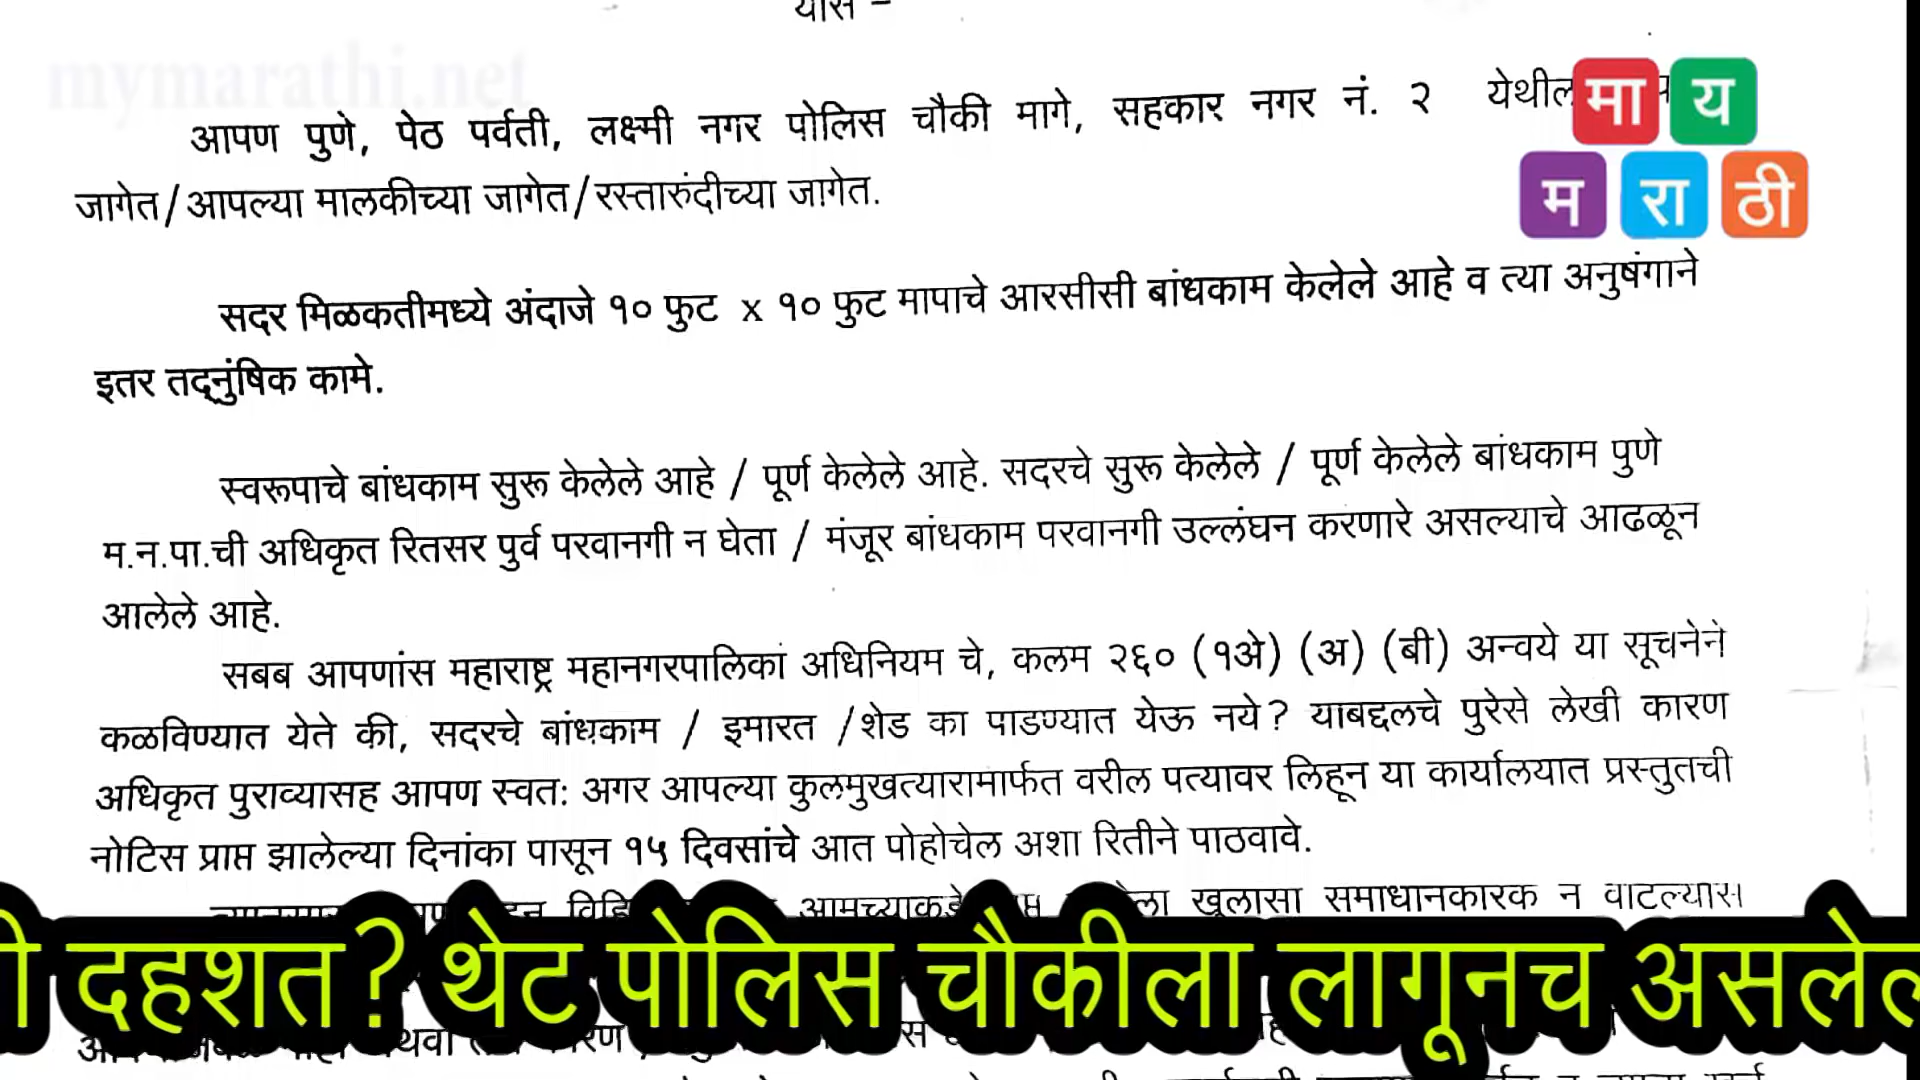 यास –
mymarathi.net
मा य
म रा ठी
आपण पुणे, पेठ पर्वती, लक्ष्मी नगर पोलिस चौकी मागे, सहकार नगर नं. २ येथील
जागेत/आपल्या मालकीच्या जागेत/रस्तारुंदीच्या जागेत.
सदर मिळकतीमध्ये अंदाजे १० फुट x १० फुट मापाचे आरसीसी बांधकाम केलेले आहे व त्या अनुषंगाने
इतर तद्नुंषिक कामे.
स्वरूपाचे बांधकाम सुरू केलेले आहे / पूर्ण केलेले आहे. सदरचे सुरू केलेले / पूर्ण केलेले बांधकाम पुणे
म.न.पा.ची अधिकृत रितसर पुर्व परवानगी न घेता / मंजूर बांधकाम परवानगी उल्लंघन करणारे असल्याचे आढळून
आलेले आहे.
सबब आपणांस महाराष्ट्र महानगरपालिका अधिनियम चे, कलम २६० (१अे) (अ) (बी) अन्वये या सूचनेने
कळविण्यात येते की, सदरचे बांधकाम / इमारत /शेड का पाडण्यात येऊ नये? याबद्दलचे पुरेसे लेखी कारण
अधिकृत पुराव्यासह आपण स्वत: अगर आपल्या कुलमुखत्यारामार्फत वरील पत्यावर लिहून या कार्यालयात प्रस्तुतची
नोटिस प्राप्त झालेल्या दिनांका पासून १५ दिवसांचे आत पोहोचेल अशा रितीने पाठवावे.
आमच्याकडे खूलासा समाधानकारक न वाटल्यास
दहशत? थेट पोलिस चौकीला लागूनच